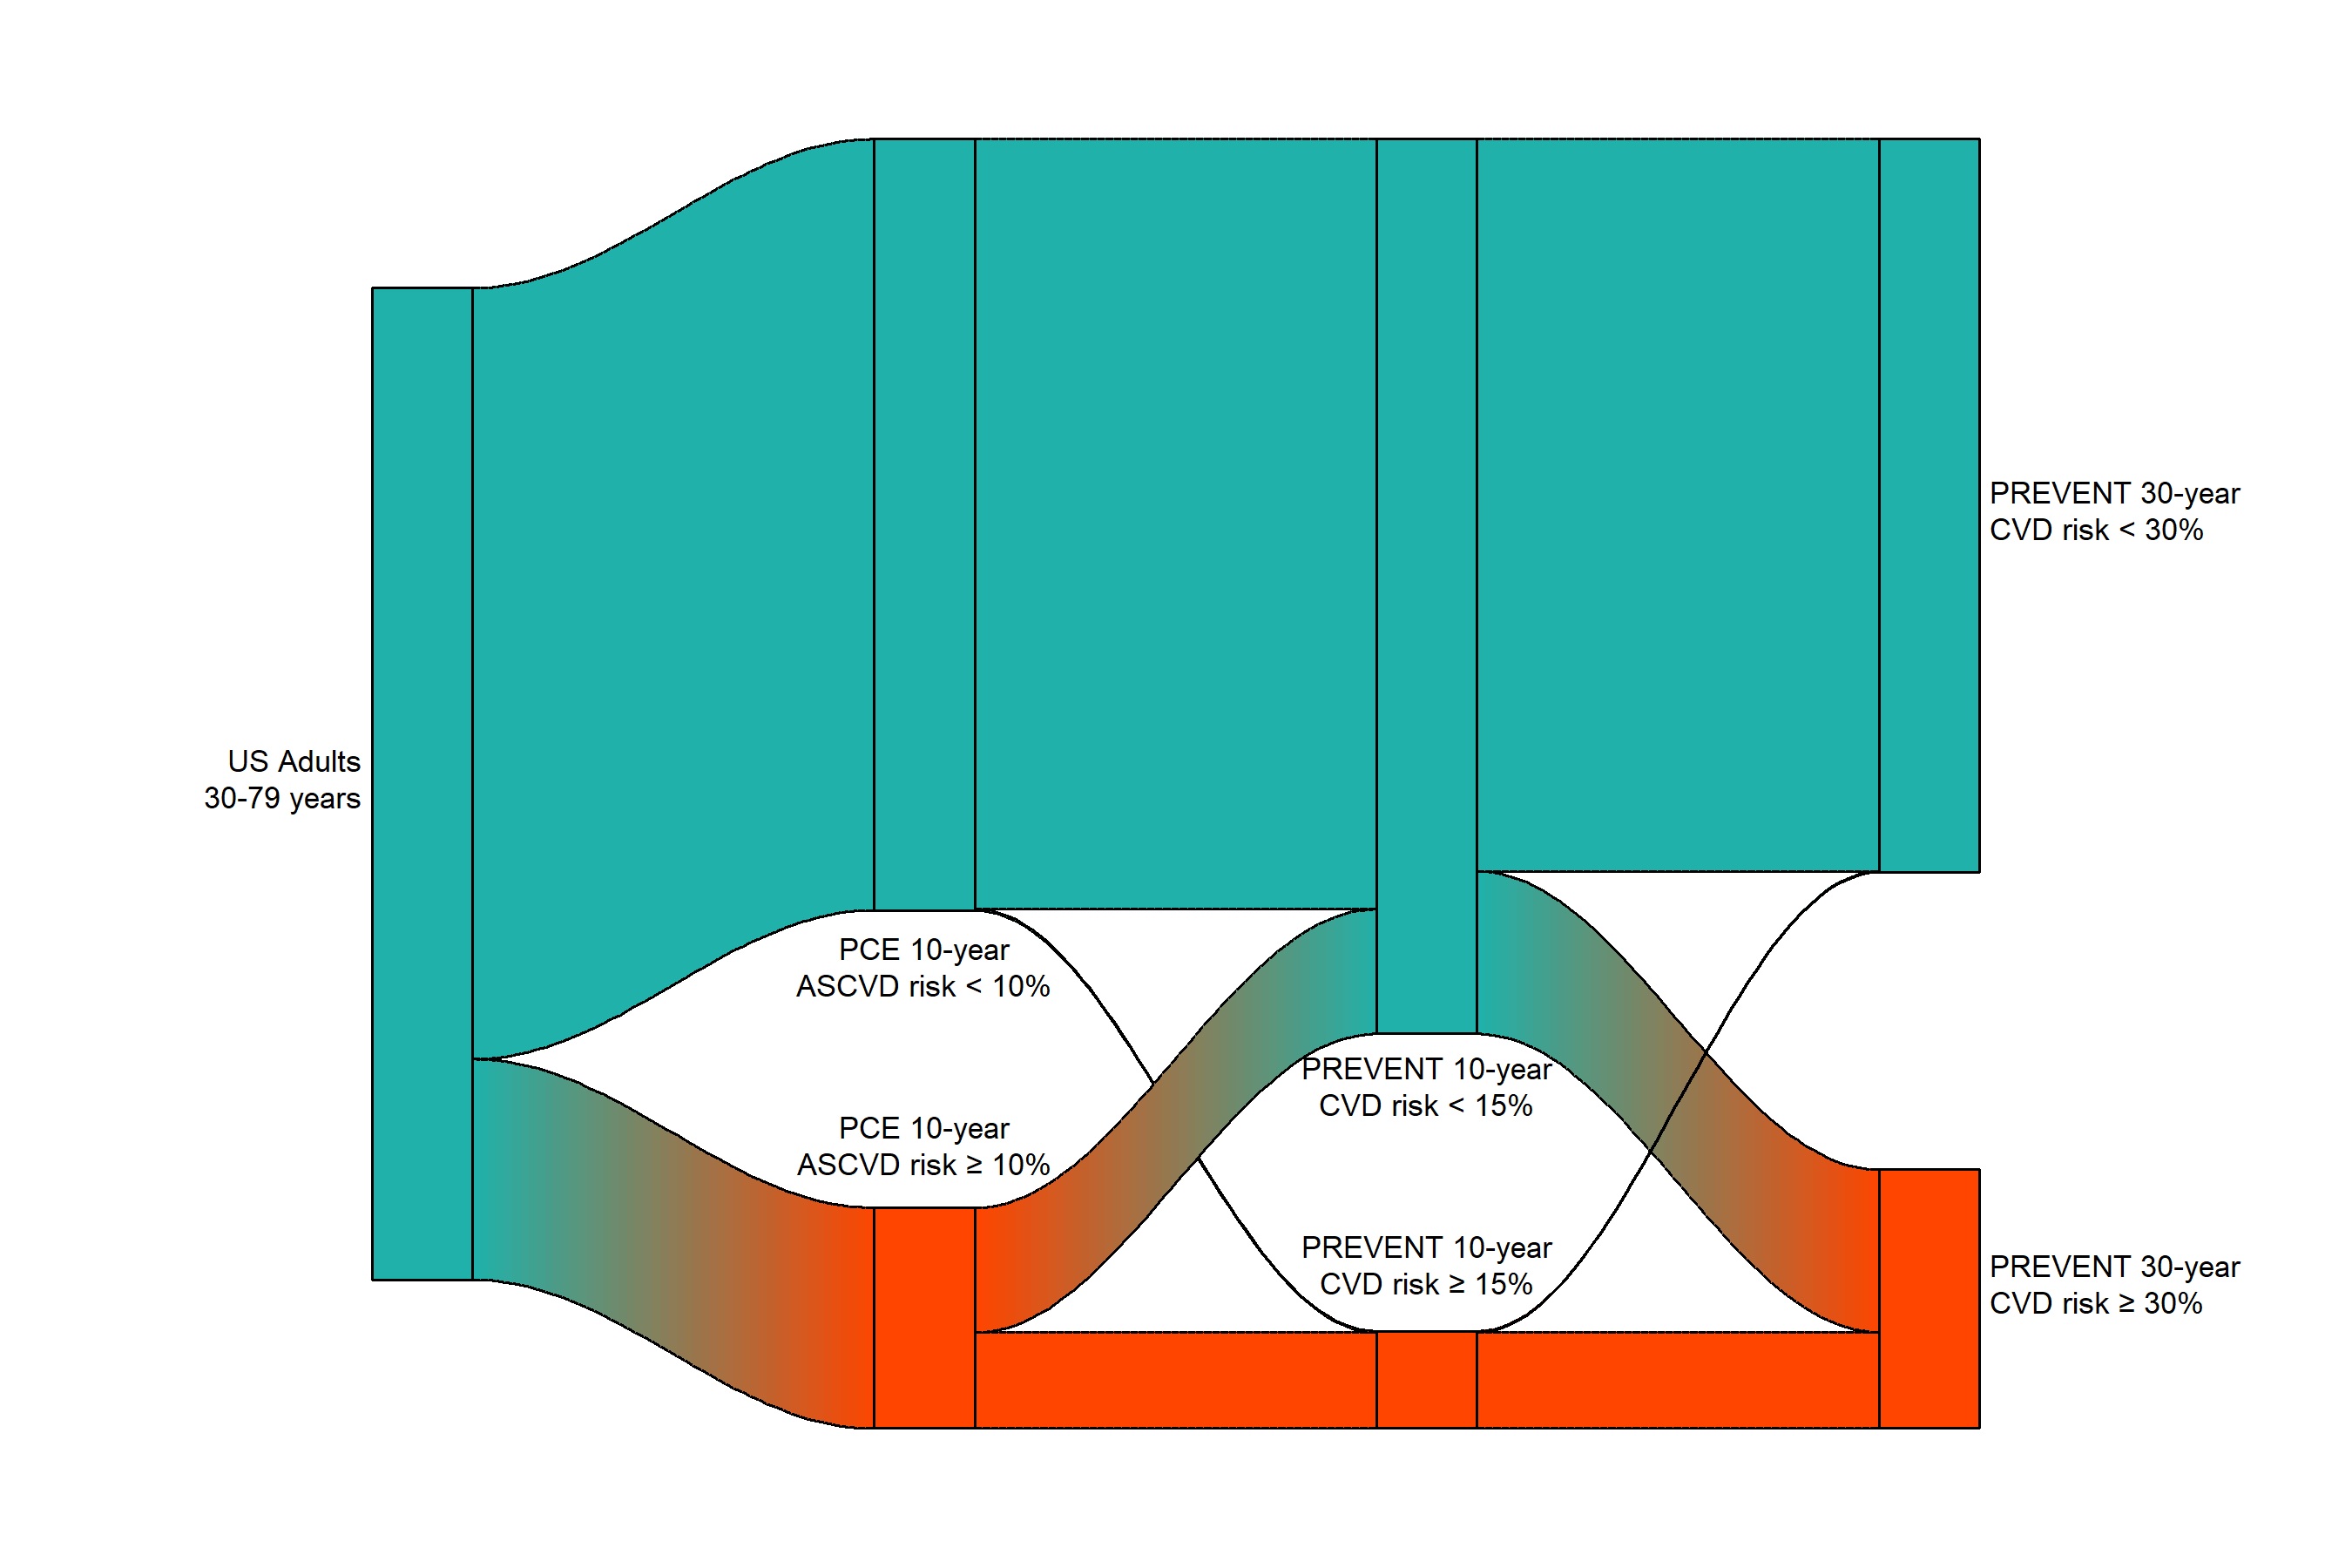 US Adults
30-79 years
PCE 10-year
ASCVD risk < 10%
PCE 10-year
ASCVD risk ≥ 10%
PREVENT 10-year
CVD risk < 15%
PREVENT 10-year
CVD risk ≥ 15%
PREVENT 30-year
CVD risk < 30%
PREVENT 30-year
CVD risk ≥ 30%